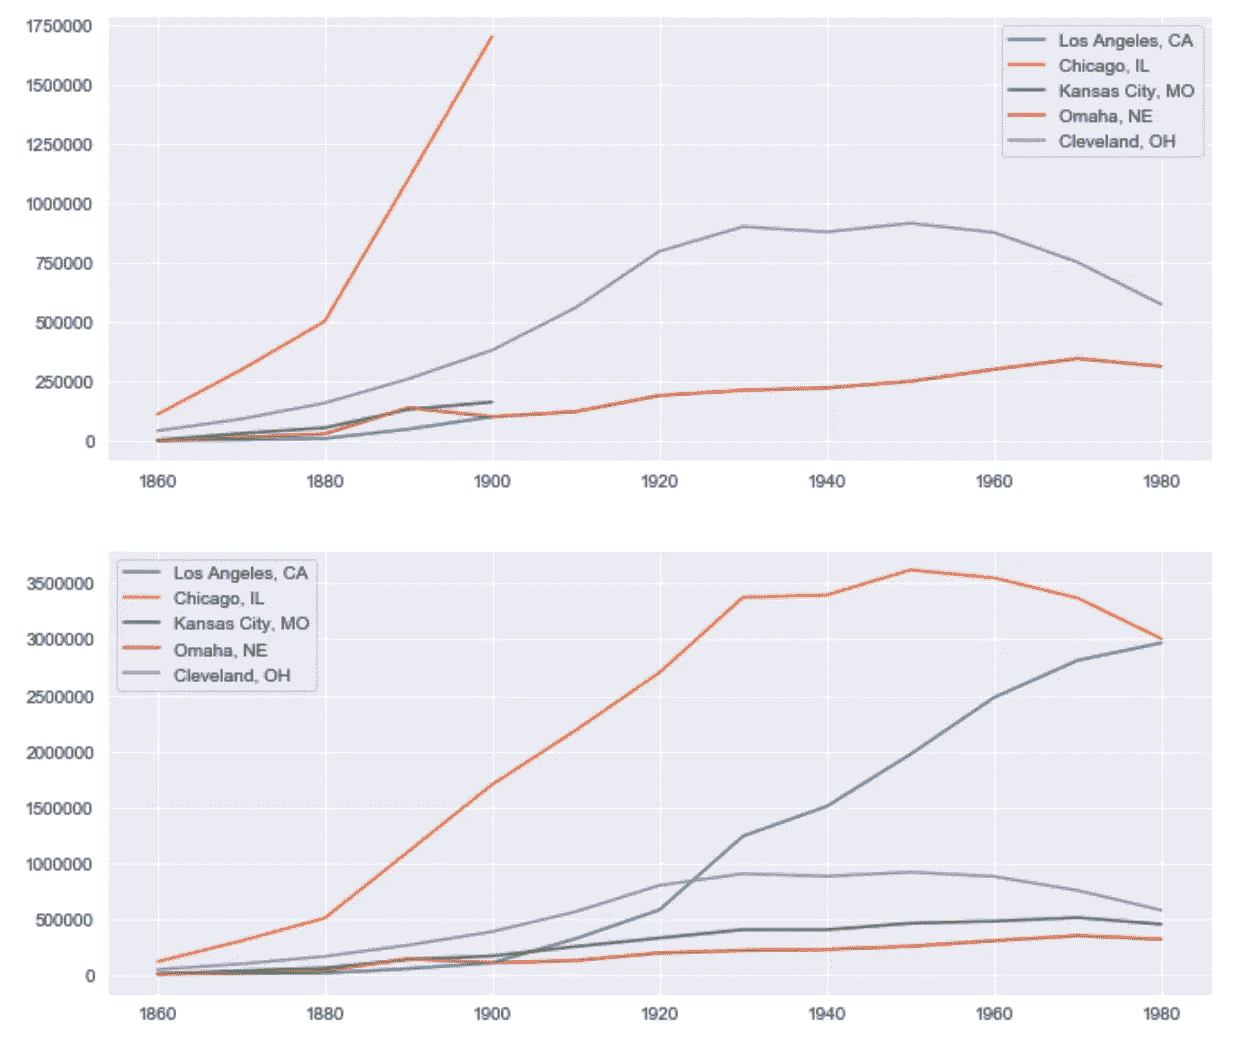 1750000
1500000
1250000
1000000
750000
500000
250000
0
1860 1880 1900 1920 1940 1960 1980
Los Angeles, CA
Chicago, IL
Kansas City, MO
Omaha, NE
Cleveland, OH
3500000
3000000
2500000
2000000
1500000
1000000
500000
0
1860 1880 1900 1920 1940 1960 1980
Los Angeles, CA
Chicago, IL
Kansas City, MO
Omaha, NE
Cleveland, OH